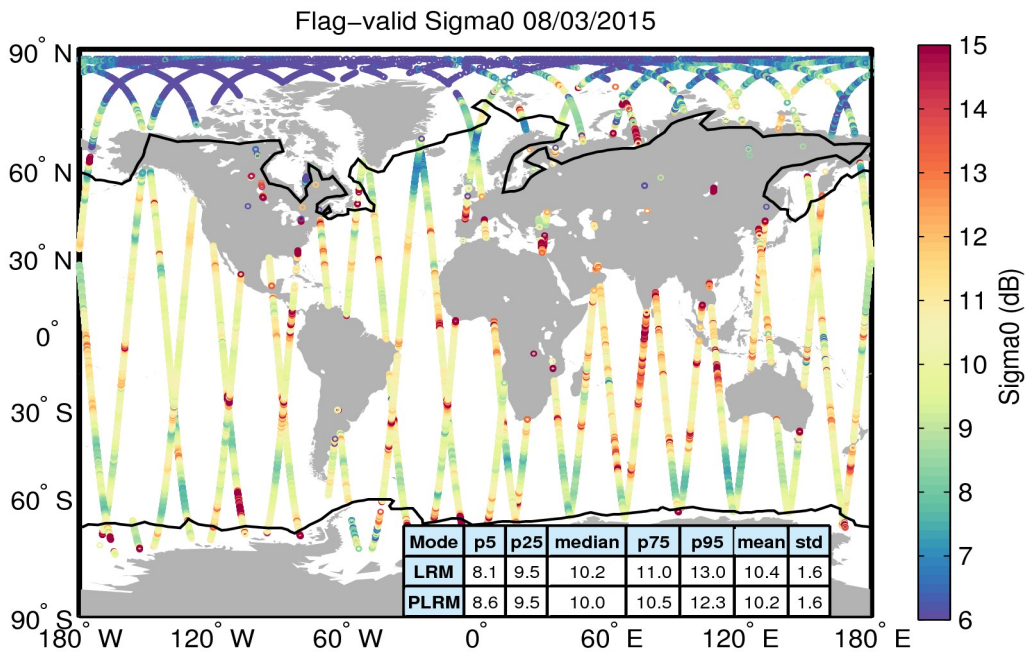 Flag−valid Sigma0 08/03/2015
90° N
60° N
30° N
0°
30° S
60° S
90° S
180° W
120° W
60° W
0°
60° E
120° E
180° E
15
14
13
12
11
10
9
8
7
6
Sigma0 (dB)
Mode p5 p25 median p75 p95 mean std
LRM 8.1 9.5 10.2 11.0 13.0 10.4 1.6
PLRM 8.6 9.5 10.0 10.5 12.3 10.2 1.6